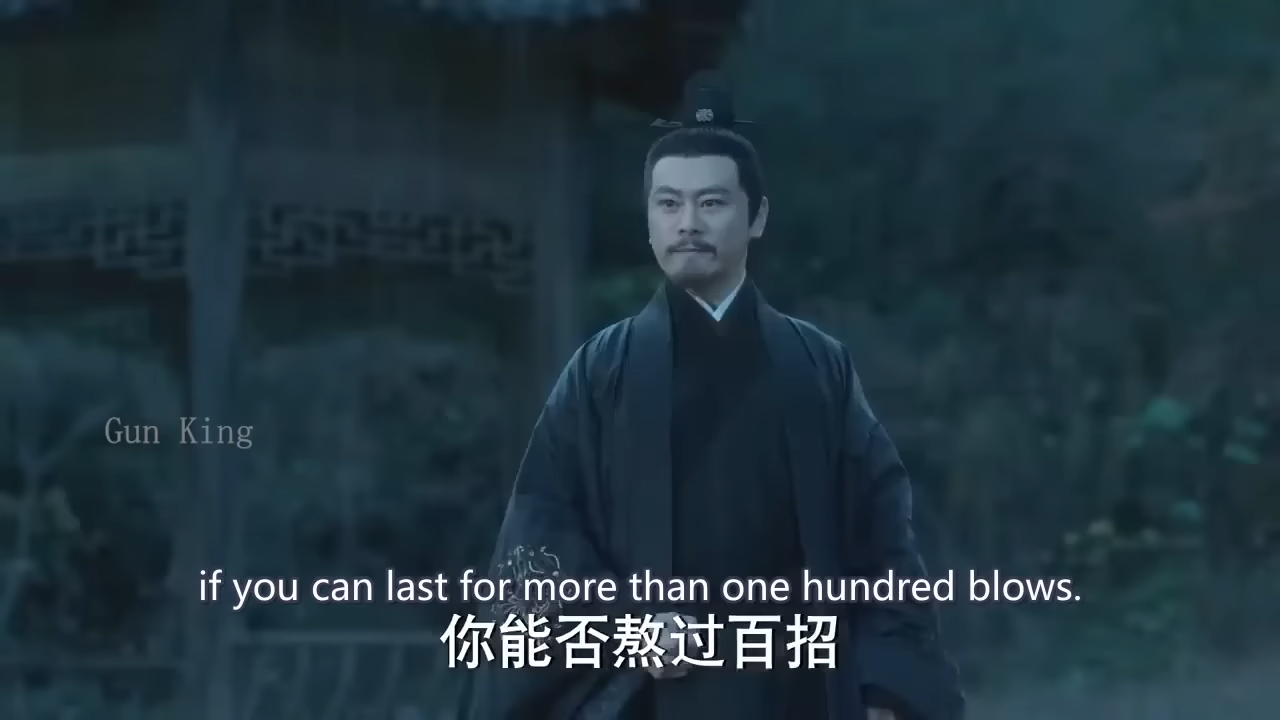 Gun King
if you can last for more than one hundred blows.
你能否熬过百招